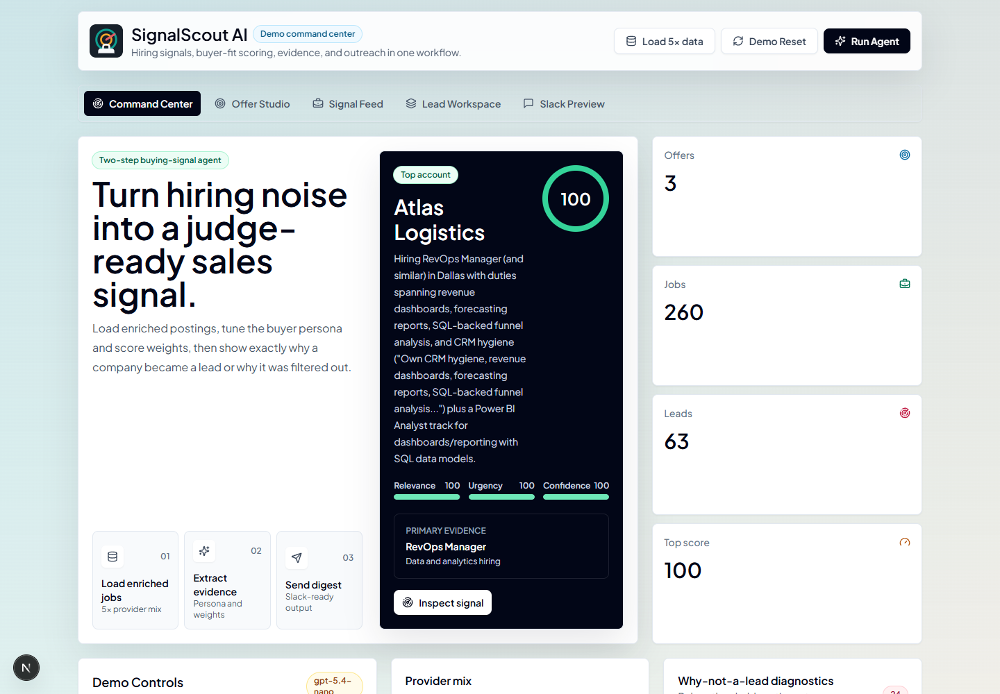 SignalScout AI
Demo command center
Hiring signals, buyer-fit scoring, evidence, and outreach in one workflow.
Load 5× data
Demo Reset
Run Agent
Command Center
Offer Studio
Signal Feed
Lead Workspace
Slack Preview
Two-step buying-signal agent
Turn hiring noise
into a judge-
ready sales
signal.
Load enriched postings, tune the buyer persona
and score weights, then show exactly why a
company became a lead or why it was filtered out.
01
Load enriched
jobs
5× provider mix
02
Extract
evidence
Persona and
weights
03
Send digest
Slack-ready
output
Top account
100
Atlas
Logistics
Hiring RevOps Manager (and
similar) in Dallas with duties
spanning revenue
dashboards, forecasting
reports, SQL-backed funnel
analysis, and CRM hygiene
("Own CRM hygiene, revenue
dashboards, forecasting
reports, SQL-backed funnel
analysis...") plus a Power BI
Analyst track for
dashboards/reporting with
SQL data models.
Relevance 100
Urgency 100
Confidence 100
PRIMARY EVIDENCE
RevOps Manager
Data and analytics hiring
Inspect signal
Offers
3
Jobs
260
Leads
63
Top score
100
Demo Controls
gpt-5.4-
nano
Provider mix
Why-not-a-lead diagnostics